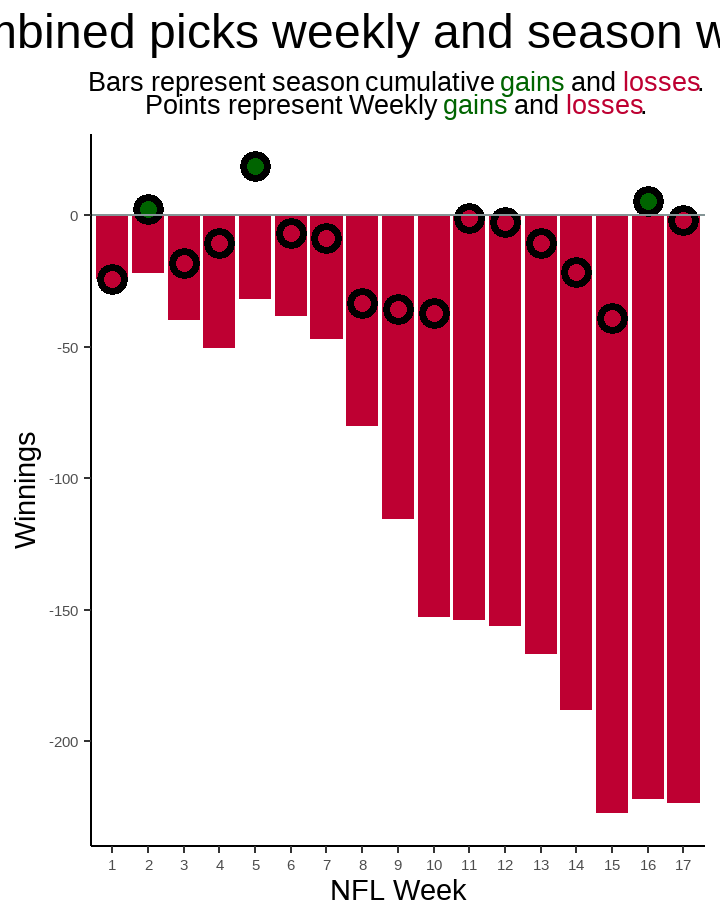 mbined picks weekly and season w
Bars represent season cumulative gains and losses.
Points represent Weekly gains and losses.
Winnings
0
-50
-100
-150
-200
1 2 3 4 5 6 7 8 9 10 11 12 13 14 15 16 17
NFL Week